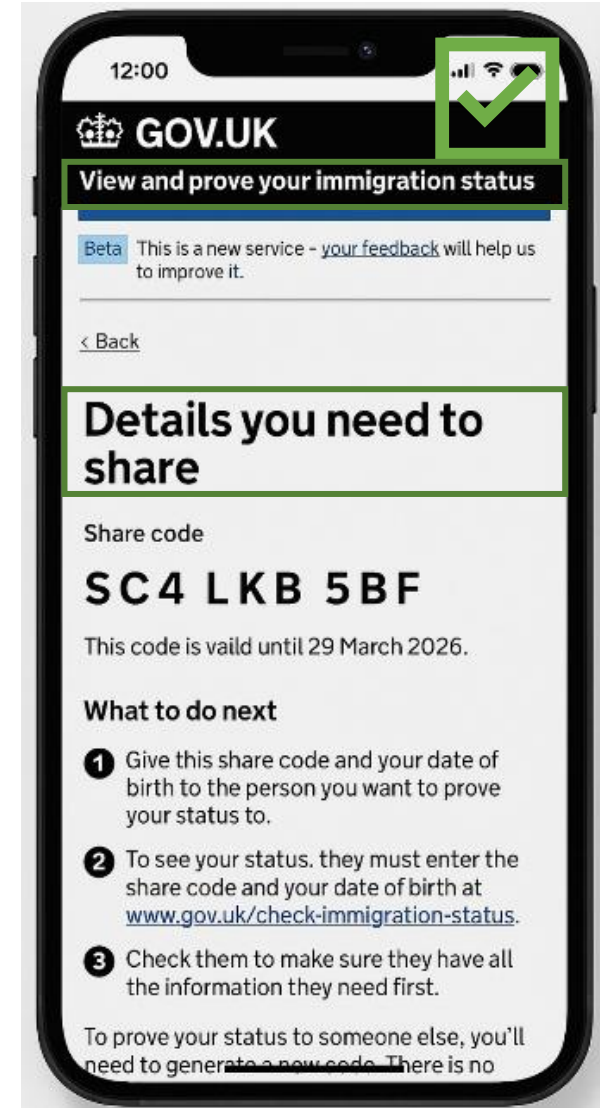 12:00
GOV.UK
View and prove your immigration status
Beta This is a new service - your feedback will help us
to improve it.
< Back
Details you need to
share
Share code
SC4 LKB 5BF
This code is vaild until 29 March 2026.
What to do next
1 Give this share code and your date of
birth to the person you want to prove
your status to.
2 To see your status. they must enter the
share code and your date of birth at
www.gov.uk/check-immigration-status.
3 Check them to make sure they have all
the information they need first.
To prove your status to someone else, you'll
need to generate a new code. There is no